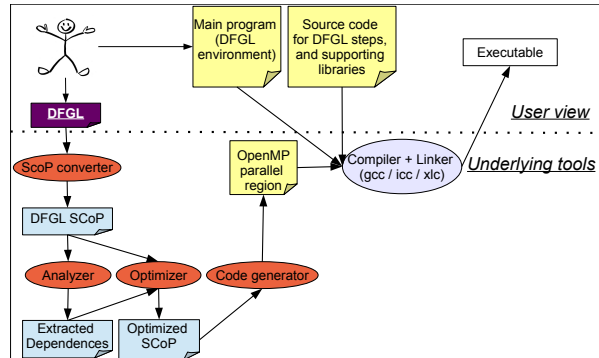 Main program
(DFGL
environment)
Source code
for DFGL steps,
and supporting
libraries
Executable
DFGL
User view
ScoP converter
OpenMP
parallel
region
Compiler + Linker
(gcc / icc / xlc)
Underlying tools
DFGL SCoP
Analyzer
Optimizer
Code generator
Extracted
Dependences
Optimized
SCoP